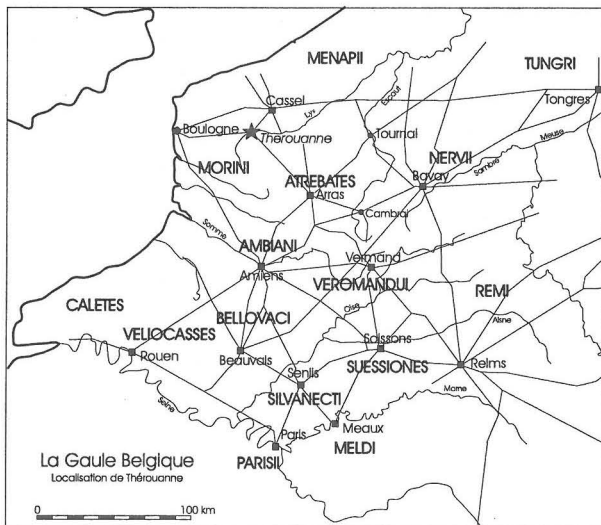 MENAPII
TUNGRI
Cassel
Lys
Escaut
Tongres
Boulogne
Thérouanne
Tournai
Meuse
NERVII
Sambre
MORINI
ATREBATES
Bavay
Arras
Cambrai
Somme
AMBIANI
Vermand
Amiens
VEROMANDUI
REMI
CALETES
Oise
BELLOVACI
Aisne
VELIOCASSES
Soissons
Rouen
Beauvais
SUESSIONES
Reims
Senlis
SILVANECTI
Marne
Seine
Meaux
Paris
MELDI
PARISII
La Gaule Belgique
Localisation de Thérouanne
0 100 km